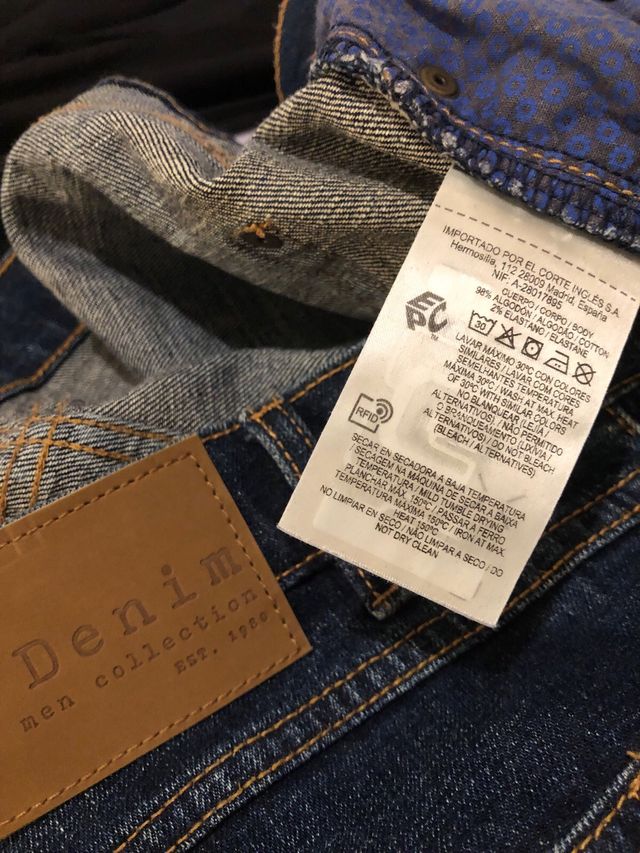 IMPORTADO POR EL CORTE INGLÉS S.A.
Hermosilla, 112 28009 Madrid. España
NIF: A-28017895
CUERPO / CORPO / BODY
98% ALGODÓN / ALGODÃO / COTTON
2% ELASTANO / ELASTANE
EPC
TM
30
LAVAR MÁXIMO 30ºC CON COLORES
SIMILARES / LAVAR COM CORES
SEMELHANTES TEMPERATURA
MÁXIMA 30ºC / WASH AT MAX. HEAT
OF 30ºC WITH SIMILAR COLORS
NO BLANQUEAR (LEJÍA O
ALTERNATIVOS) / NÃO PERMITIDO
O BRANQUEAMENTO (LIXIVIA O
ALTERNATIVOS) / DO NOT BLEACH
(BLEACH / ALTERNATIVES)
RFID
SECAR EN SECADORA A BAJA TEMPERATURA
/ SECAGEM NA MÁQUINA DE SECAR A BAIXA
TEMPERATURA / MILD TUMBLE DRYING
PLANCHAR MÁX. 150ºC / PASSAR A FERRO
TEMPERATURA MÁXIMA 150ºC / IRON AT MAX.
HEAT 150ºC
NO LIMPIAR EN SECO / NÃO LIMPAR A SECO / DO
NOT DRY CLEAN
Denim
men collection
EST. 1980